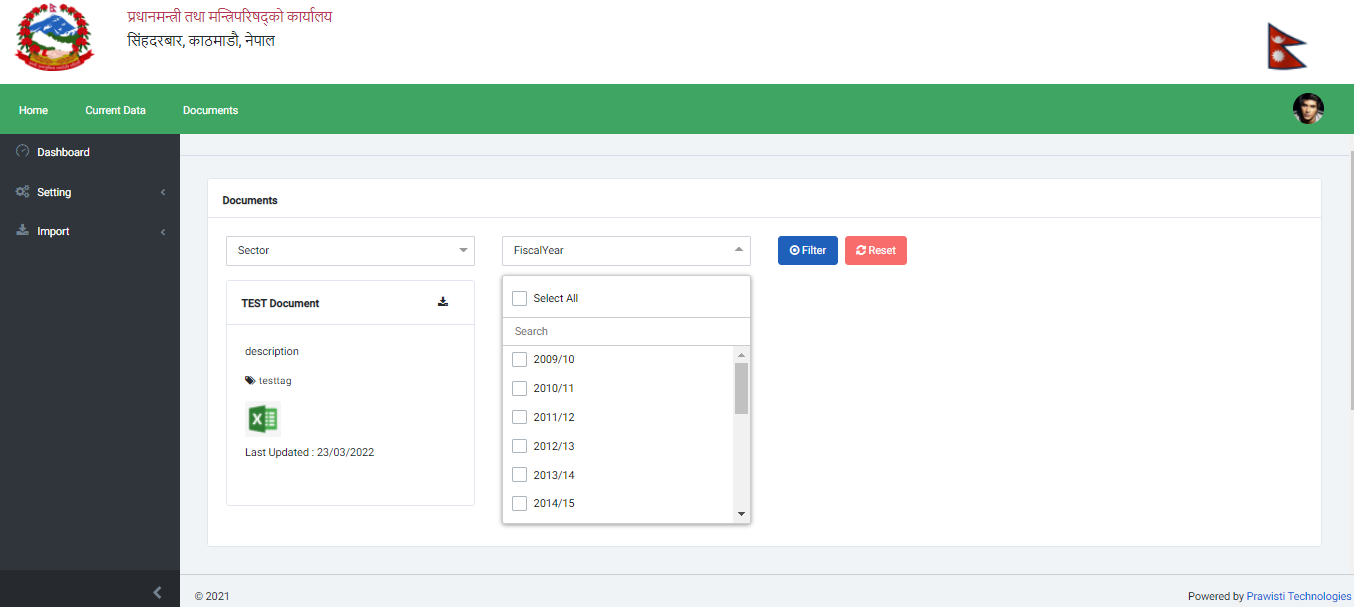 प्रधानमन्त्री तथा मन्त्रिपरिषद्को कार्यालय
सिंहदरबार, काठमाडौ, नेपाल
Home Current Data Documents
Dashboard
Setting
Import
Documents
Sector FiscalYear Filter Reset
TEST Document
description
testtag
Last Updated : 23/03/2022
Select All
Search
2009/10
2010/11
2011/12
2012/13
2013/14
2014/15
© 2021 Powered by Prawisti Technologies